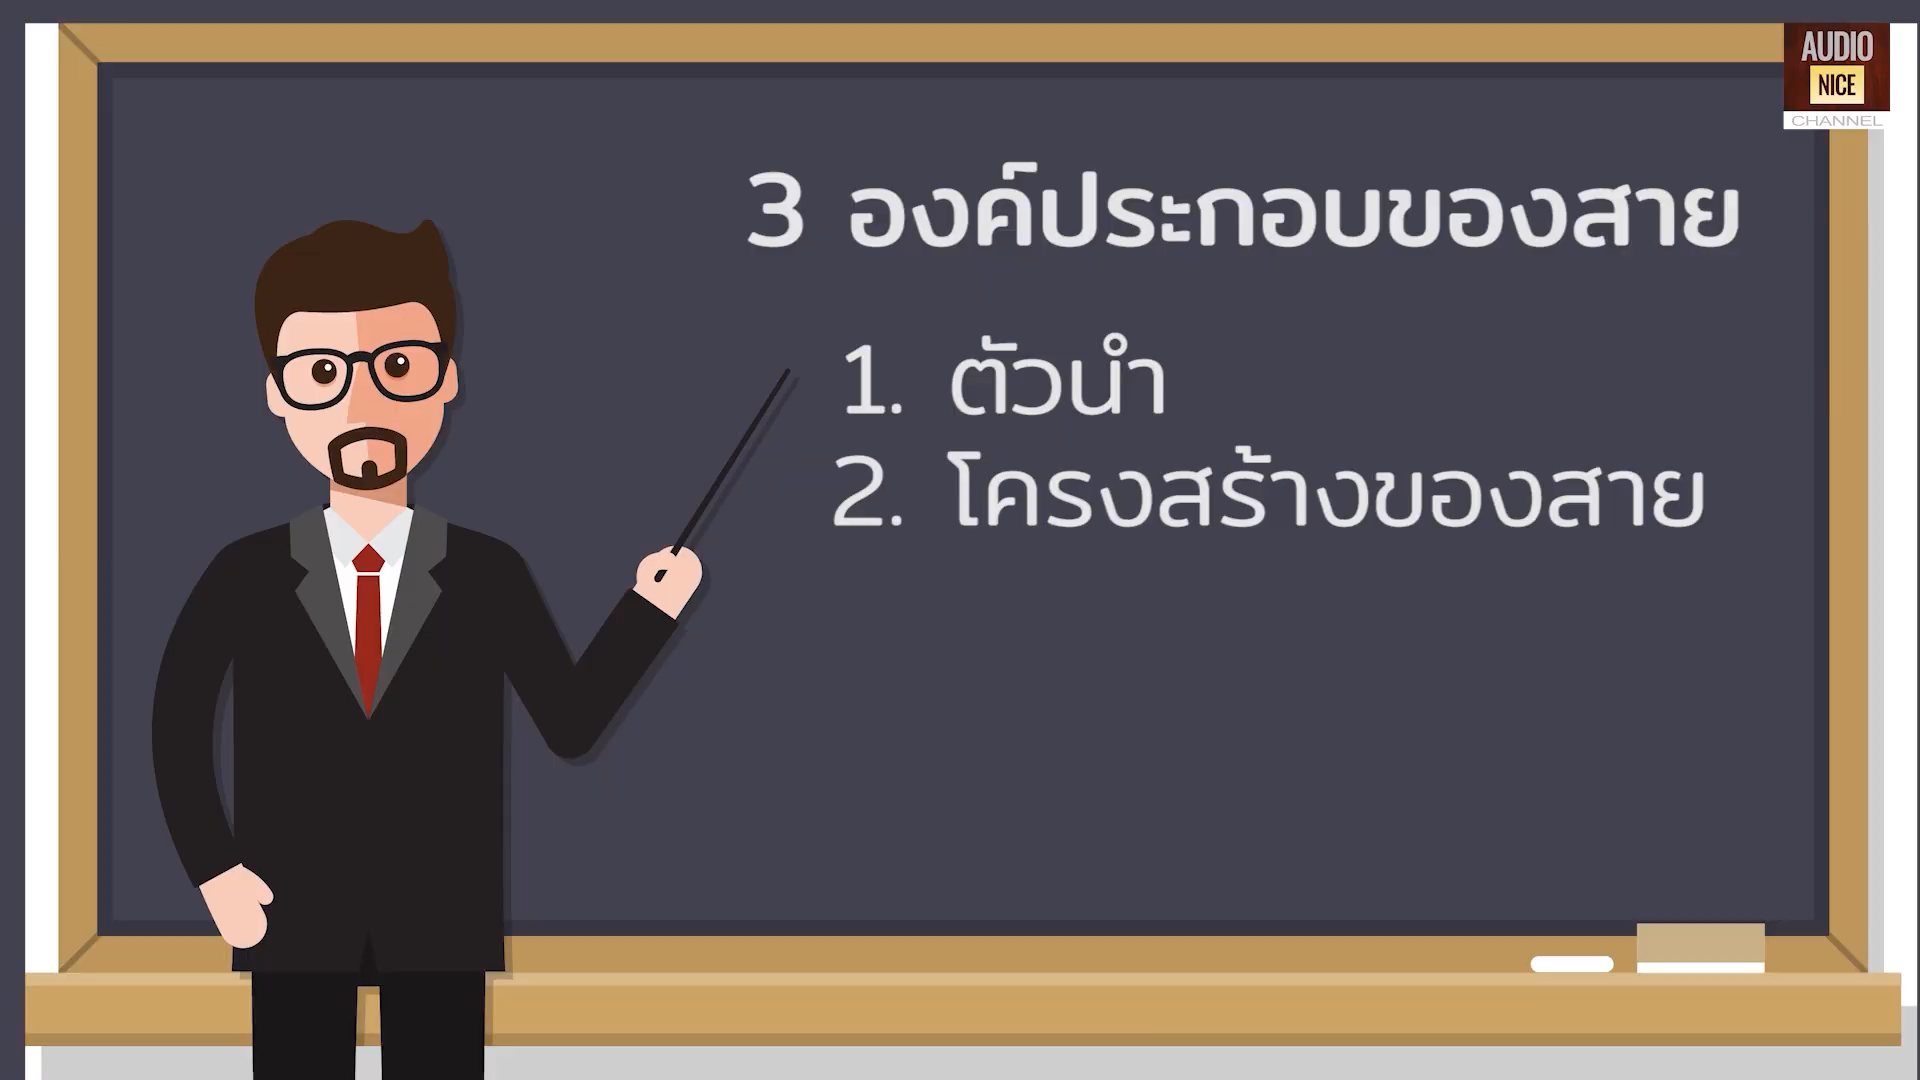 AUDIO
NICE
CHANNEL
3 องค์ประกอบของสาย
1. ตัวนำ
2. โครงสร้างของสาย